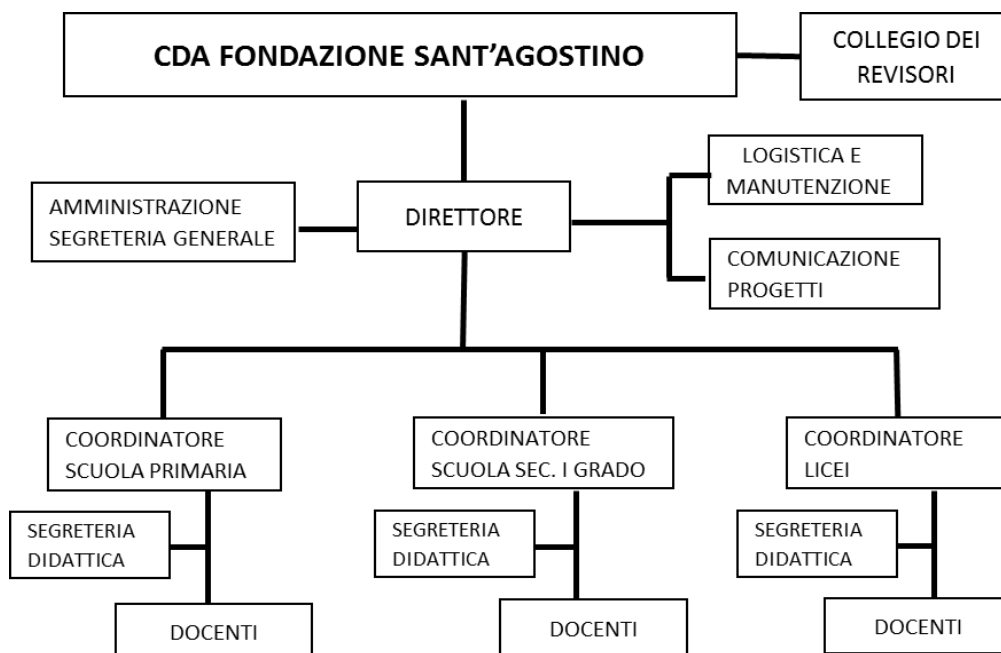 CDA FONDAZIONE SANT’AGOSTINO
COLLEGIO DEI
REVISORI
LOGISTICA E
MANUTENZIONE
AMMINISTRAZIONE
SEGRETERIA GENERALE
DIRETTORE
COMUNICAZIONE
PROGETTI
COORDINATORE
SCUOLA PRIMARIA
COORDINATORE
SCUOLA SEC. I GRADO
COORDINATORE
LICEI
SEGRETERIA
DIDATTICA
SEGRETERIA
DIDATTICA
SEGRETERIA
DIDATTICA
DOCENTI
DOCENTI
DOCENTI